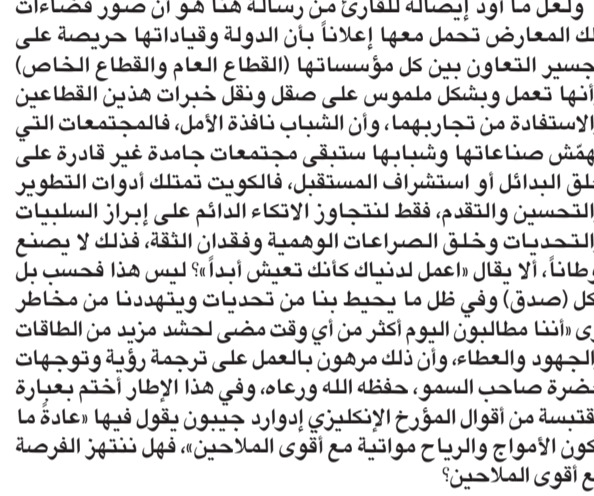 ولعل ما أود إيصاله للقارئ من رسالة هنا هو أن صور فضاءات
لك المعارض تحمل معها إعلاناً بأن الدولة وقياداتها حريصة على
جسير التعاون بين كل مؤسساتها (القطاع العام والقطاع الخاص)
أنها تعمل وبشكل ملموس على صقل ونقل خبرات هذين القطاعين
الاستفادة من تجاربهما، وأن الشباب نافذة الأمل، فالمجتمعات التي
همّش صناعاتها وشبابها ستبقى مجتمعات جامدة غير قادرة على
لق البدائل أو استشراف المستقبل، فالكويت تمتلك أدوات التطوير
التحسين والتقدم، فقط لنتجاوز الاتكاء الدائم على إبراز السلبيات
التحديات وخلق الصراعات الوهمية وفقدان الثقة، فذلك لا يصنع
طاناً، ألا يقال «اعمل لدنياك كأنك تعيش أبداً»؟ ليس هذا فحسب بل
كل (صدق) وفي ظل ما يحيط بنا من تحديات ويتهددنا من مخاطر
رى «أننا مطالبون اليوم أكثر من أي وقت مضى لحشد مزيد من الطاقات
الجهود والعطاء، وأن ذلك مرهون بالعمل على ترجمة رؤية وتوجهات
ضرة صاحب السمو، حفظه الله ورعاه، وفي هذا الإطار أختم بعبارة
قتبسة من أقوال المؤرخ الإنكليزي إدوارد جيبون يقول فيها «عادةً ما
كون الأمواج والرياح مواتية مع أقوى الملاحين»، فهل ننتهز الفرصة
ع أقوى الملاحين؟